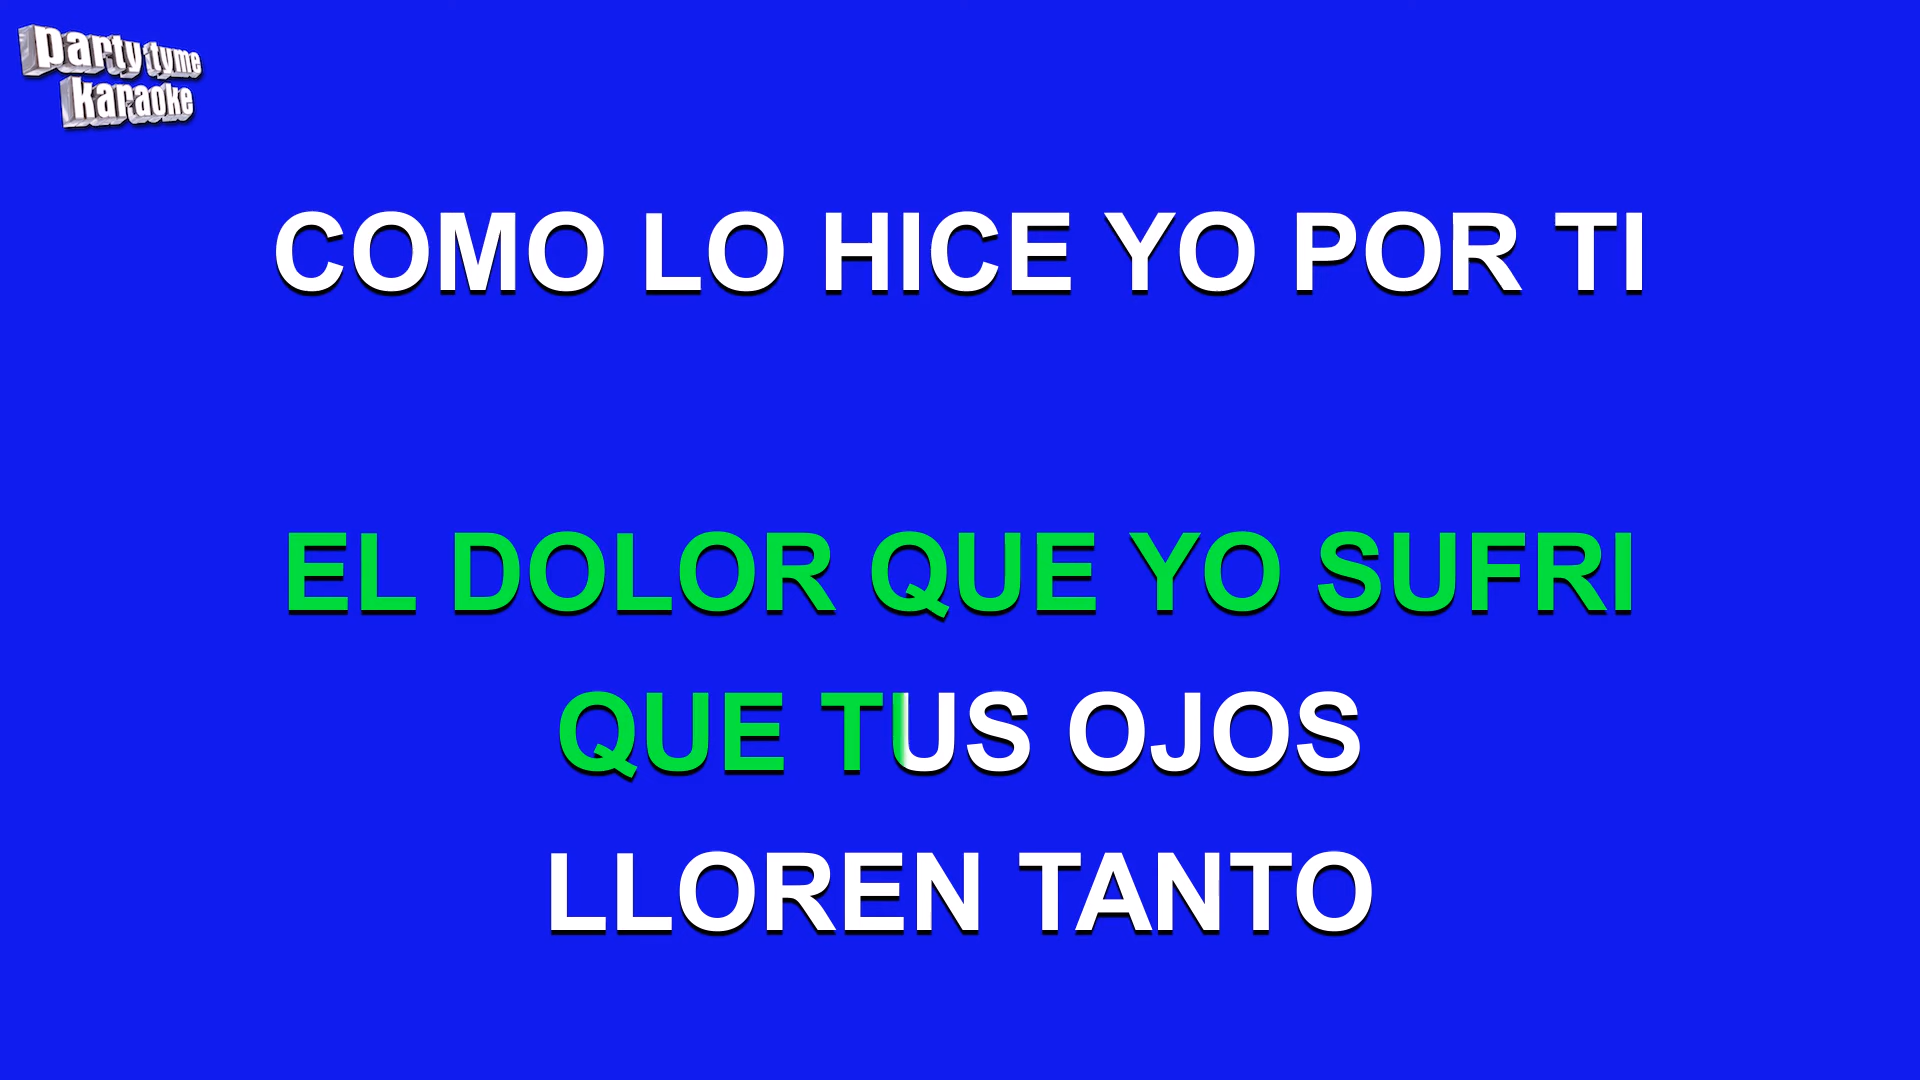 party tyme
karaoke
COMO LO HICE YO POR TI
EL DOLOR QUE YO SUFRI
QUE TUS OJOS
LLOREN TANTO